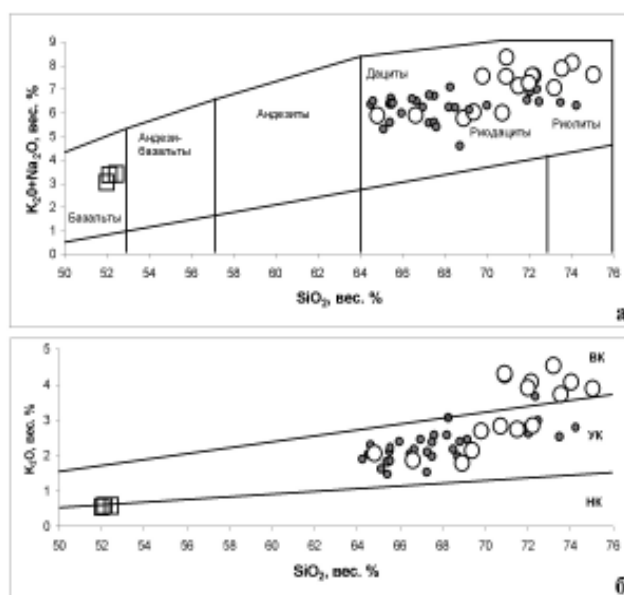 K₂O+Na₂O, вес. %
9
8
7
6
5
4
3
2
1
0
Базальты
Андези-
базальты
Андезиты
Дациты
Риодациты
Риолиты
50 52 54 56 58 60 62 64 66 68 70 72 74 76
SiO₂, вес. %
а
K₂O, вес. %
5
4
3
2
1
0
ВК
УК
НК
50 52 54 56 58 60 62 64 66 68 70 72 74 76
SiO₂, вес. %
б